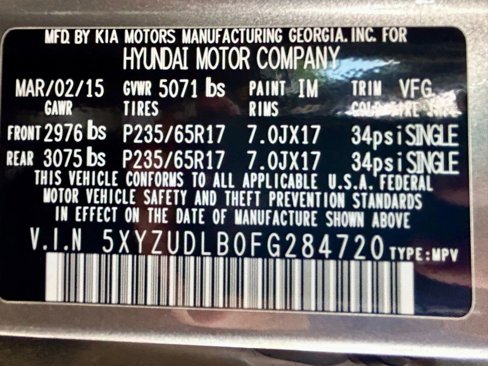 MFD. BY KIA MOTORS MANUFACTURING GEORGIA. INC. FOR
HYUNDAI MOTOR COMPANY
MAR/02/15 GVWR 5071 lbs PAINT IM TRIM VFG
GAWR TIRES RIMS COLD TIRE
FRONT 2976 lbs P235/65R17 7.0JX17 34psi SINGLE
REAR 3075 lbs P235/65R17 7.0JX17 34psi SINGLE
THIS VEHICLE CONFORMS TO ALL APPLICABLE U.S.A. FEDERAL
MOTOR VEHICLE SAFETY AND THEFT PREVENTION STANDARDS
IN EFFECT ON THE DATE OF MANUFACTURE SHOWN ABOVE
V.I.N 5XYZUDLB0FG284720 TYPE:MPV